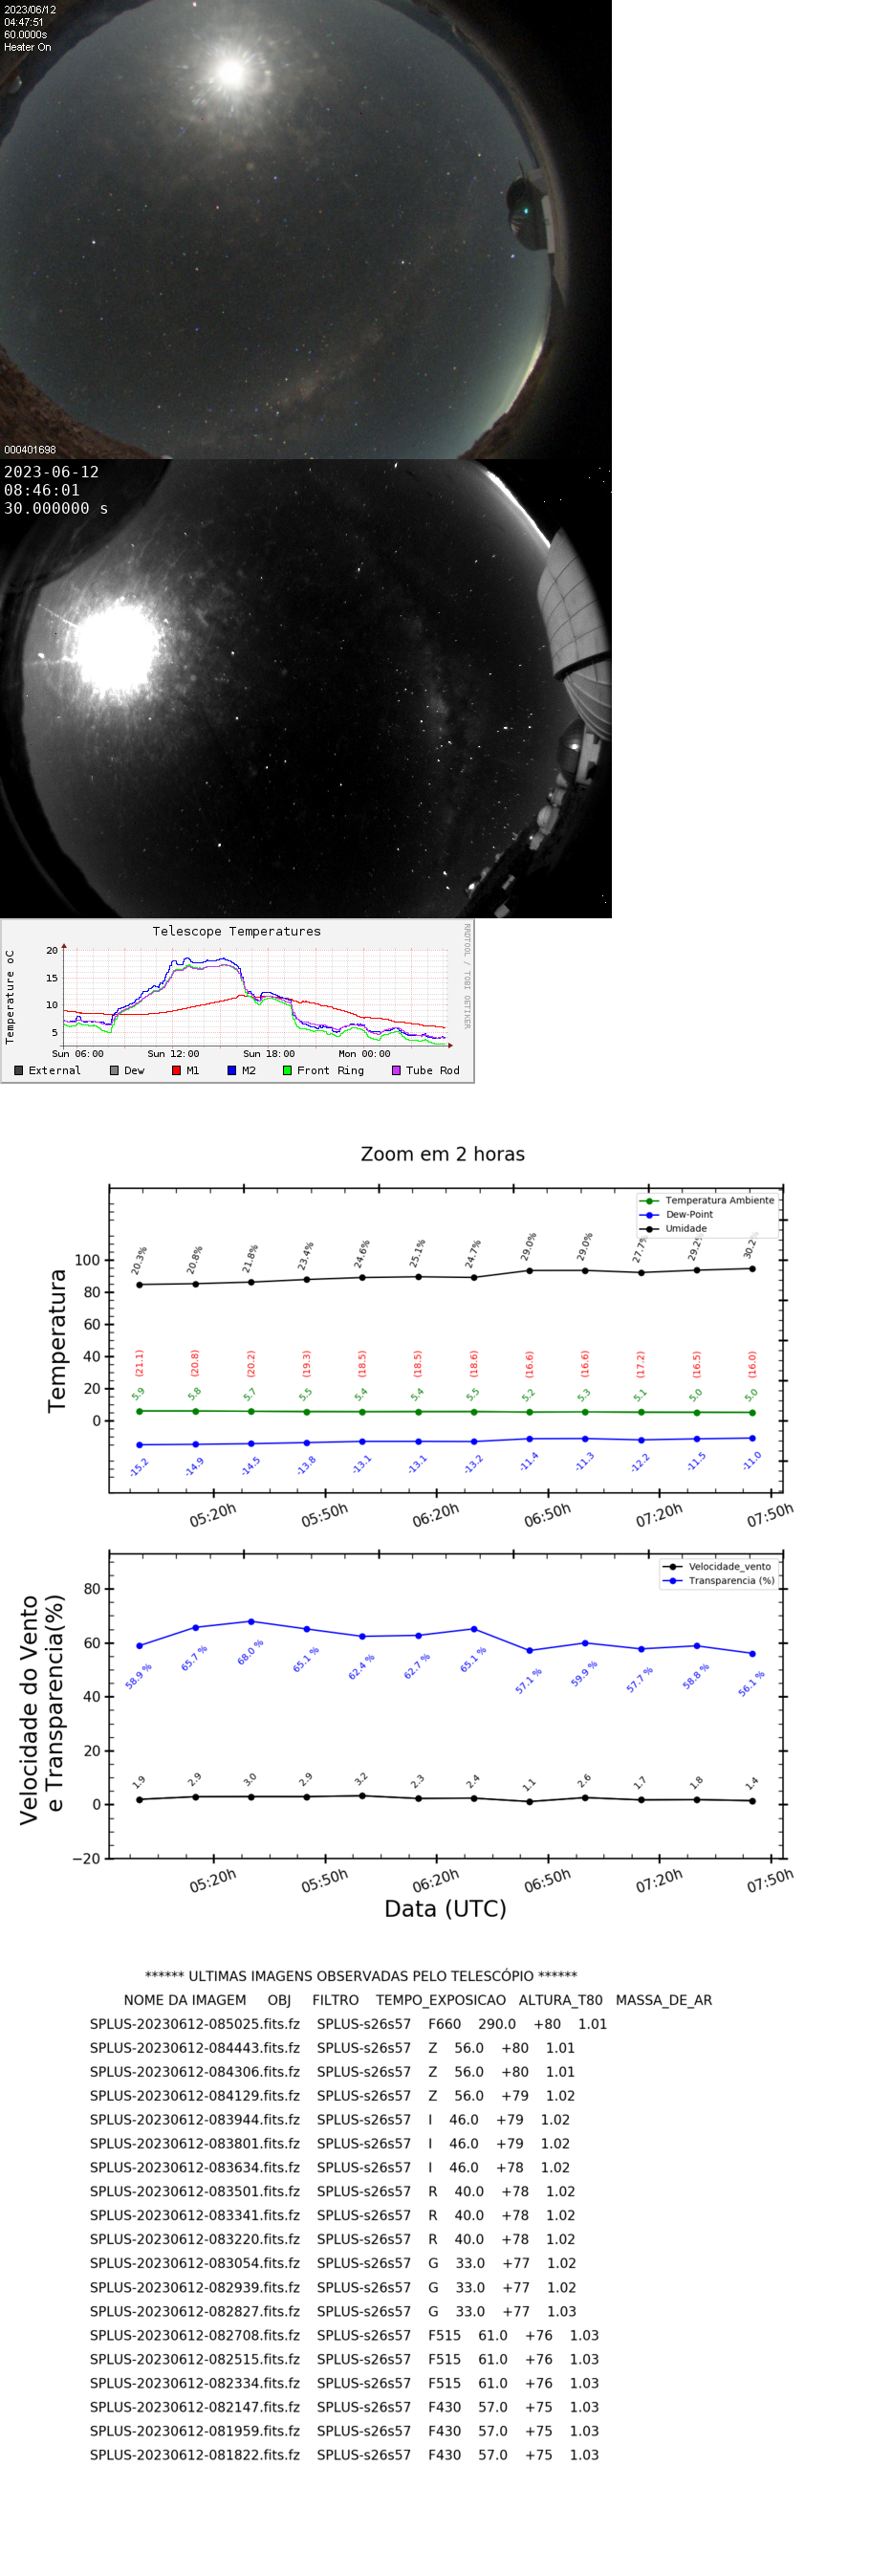 2023/06/12
04:47:51
60.0000s
Heater On
000401698
2023-06-12
08:46:01
30.000000 s
Telescope Temperatures
RRDTOOL / TOBI OETIKER
Temperature oC
20
15
10
5
Sun 06:00 Sun 12:00 Sun 18:00 Mon 00:00
External Dew M1 M2 Front Ring Tube Rod
Zoom em 2 horas
Temperatura Ambiente
Dew-Point
Umidade
Temperatura
100
80
60
40
20
0
20.3% 20.8% 21.8% 23.4% 24.6% 25.1% 24.7% 29.0% 29.0% 27.7% 29.2% 30.2%
(21.1) (20.8) (20.2) (19.3) (18.5) (18.5) (18.6) (16.6) (16.6) (17.2) (16.5) (16.0)
5.9 5.8 5.7 5.5 5.4 5.4 5.5 5.2 5.3 5.1 5.0 5.0
-15.2 -14.9 -14.5 -13.8 -13.1 -13.1 -13.2 -11.4 -11.3 -12.2 -11.5 -11.0
05:20h 05:50h 06:20h 06:50h 07:20h 07:50h
Velocidade_vento
Transparencia (%)
Velocidade do Vento
e Transparencia(%)
80
60
40
20
0
−20
58.9 % 65.7 % 68.0 % 65.1 % 62.4 % 62.7 % 65.1 % 57.1 % 59.9 % 57.7 % 58.8 % 56.1 %
1.9 2.9 3.0 2.9 3.2 2.3 2.4 1.1 2.6 1.7 1.8 1.4
05:20h 05:50h 06:20h 06:50h 07:20h 07:50h
Data (UTC)
****** ULTIMAS IMAGENS OBSERVADAS PELO TELESCÓPIO ******
NOME DA IMAGEM OBJ FILTRO TEMPO_EXPOSICAO ALTURA_T80 MASSA_DE_AR
SPLUS-20230612-085025.fits.fz SPLUS-s26s57 F660 290.0 +80 1.01
SPLUS-20230612-084443.fits.fz SPLUS-s26s57 Z 56.0 +80 1.01
SPLUS-20230612-084306.fits.fz SPLUS-s26s57 Z 56.0 +80 1.01
SPLUS-20230612-084129.fits.fz SPLUS-s26s57 Z 56.0 +79 1.02
SPLUS-20230612-083944.fits.fz SPLUS-s26s57 I 46.0 +79 1.02
SPLUS-20230612-083801.fits.fz SPLUS-s26s57 I 46.0 +79 1.02
SPLUS-20230612-083634.fits.fz SPLUS-s26s57 I 46.0 +78 1.02
SPLUS-20230612-083501.fits.fz SPLUS-s26s57 R 40.0 +78 1.02
SPLUS-20230612-083341.fits.fz SPLUS-s26s57 R 40.0 +78 1.02
SPLUS-20230612-083220.fits.fz SPLUS-s26s57 R 40.0 +78 1.02
SPLUS-20230612-083054.fits.fz SPLUS-s26s57 G 33.0 +77 1.02
SPLUS-20230612-082939.fits.fz SPLUS-s26s57 G 33.0 +77 1.02
SPLUS-20230612-082827.fits.fz SPLUS-s26s57 G 33.0 +77 1.03
SPLUS-20230612-082708.fits.fz SPLUS-s26s57 F515 61.0 +76 1.03
SPLUS-20230612-082515.fits.fz SPLUS-s26s57 F515 61.0 +76 1.03
SPLUS-20230612-082334.fits.fz SPLUS-s26s57 F515 61.0 +76 1.03
SPLUS-20230612-082147.fits.fz SPLUS-s26s57 F430 57.0 +75 1.03
SPLUS-20230612-081959.fits.fz SPLUS-s26s57 F430 57.0 +75 1.03
SPLUS-20230612-081822.fits.fz SPLUS-s26s57 F430 57.0 +75 1.03